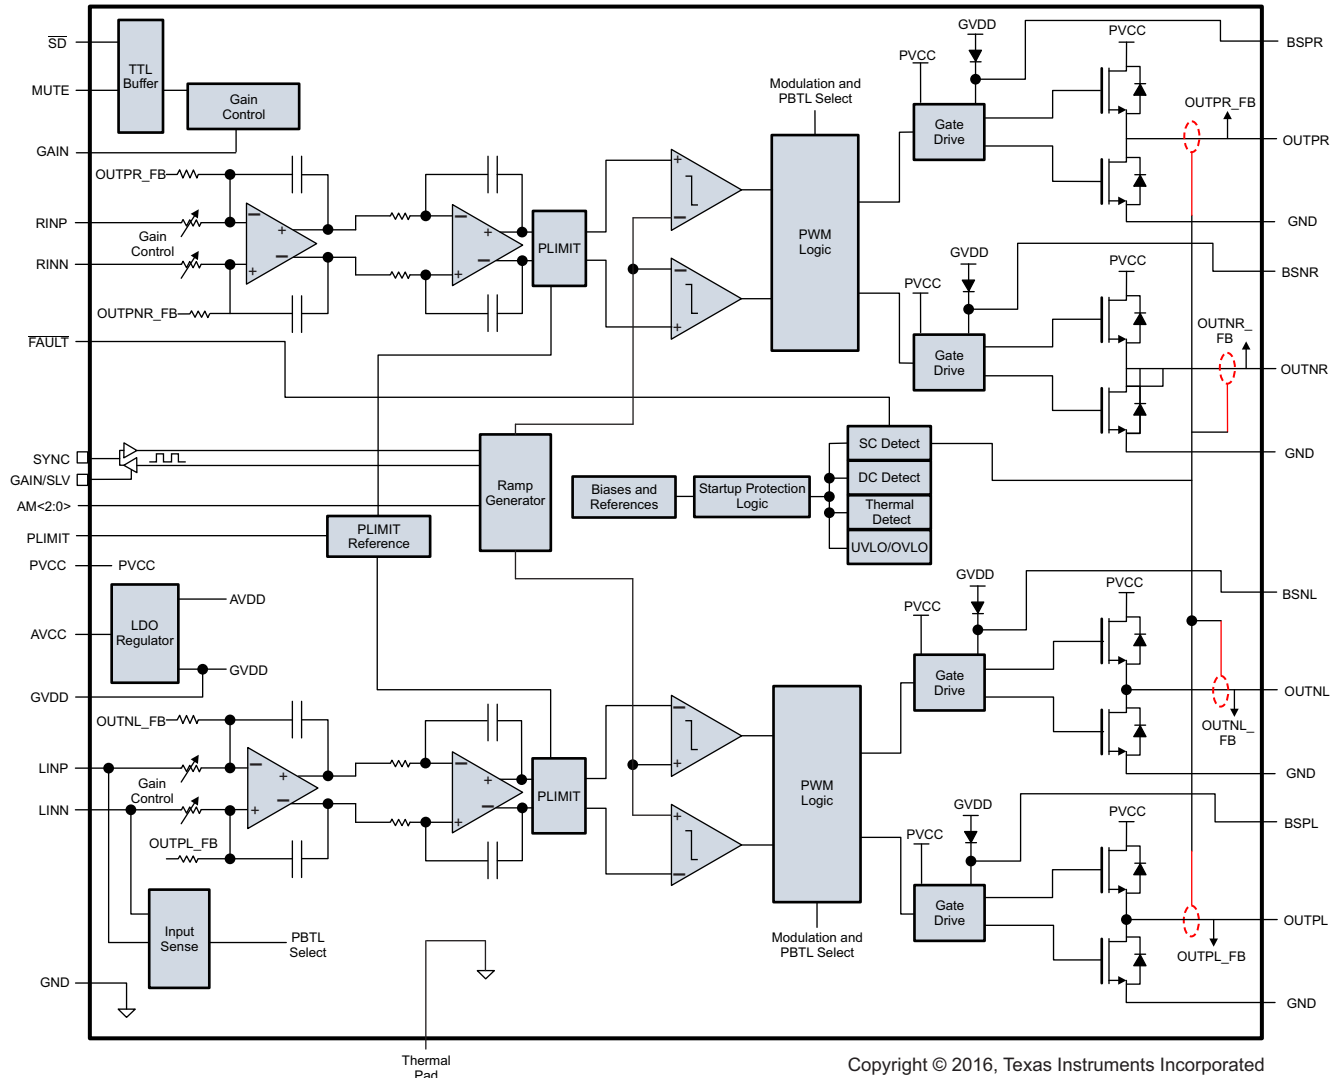 SD
MUTE
GAIN
RINP
RINN
FAULT
SYNC
GAIN/SLV
AM<2:0>
PLIMIT
PVCC
AVCC
GVDD
LINP
LINN
GND
TTL
Buffer
Gain
Control
OUTPR_FB
Gain
Control
OUTPNR_FB
PLIMIT
Modulation and
PBTL Select
PWM
Logic
GVDD
PVCC
Gate
Drive
PVCC
OUTPR_FB
BSPR
OUTPR
GND
GVDD
PVCC
Gate
Drive
PVCC
OUTNR_
FB
BSNR
OUTNR
GND
Ramp
Generator
PLIMIT
Reference
Biases and
References
Startup Protection
Logic
SC Detect
DC Detect
Thermal
Detect
UVLO/OVLO
PVCC
LDO
Regulator
AVDD
GVDD
OUTNL_FB
Gain
Control
OUTPL_FB
PLIMIT
PWM
Logic
Modulation and
PBTL Select
Input
Sense
PBTL
Select
Thermal
Pad
GVDD
PVCC
Gate
Drive
PVCC
OUTNL_
FB
BSNL
OUTNL
GND
GVDD
PVCC
Gate
Drive
PVCC
OUTPL_FB
BSPL
OUTPL
GND
Copyright © 2016, Texas Instruments Incorporated